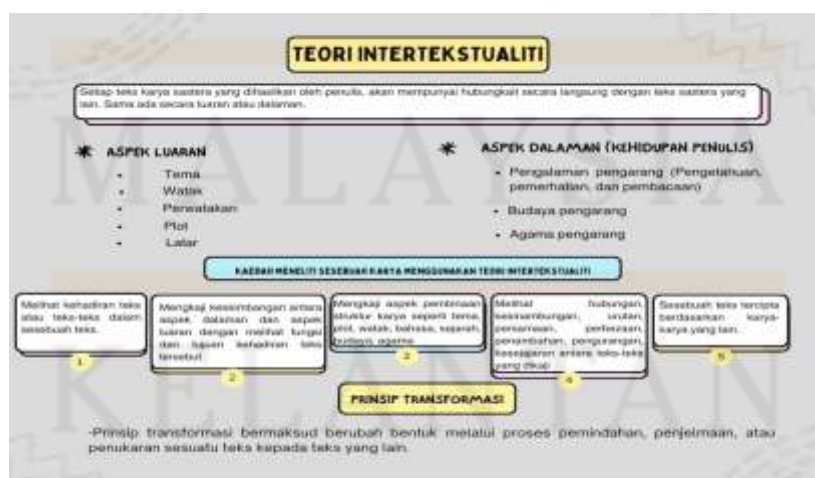 TEORI INTERTEKSTUALITI
Setiap teks karya sastera yang dihasilkan oleh penulis, akan mempunyai hubungkait secara langsung dengan teks sastera yang
lain. Sama ada secara luaran atau dalaman.
ASPEK LUARAN
Tema
Watak
Perwatakan
Plot
Latar
ASPEK DALAMAN (KEHIDUPAN PENULIS)
Pengalaman pengarang (Pengetahuan,
pemerhatian, dan pembacaan)
Budaya pengarang
Agama pengarang
KAEDAH MENELITI SESEBUAH KARYA MENGGUNAKAN TEORI INTERTEKSTUALITI
Melihat kehadiran teks
atau teks-teks dalam
sesebuah teks.
1
Mengkaji keseimbangan antara
aspek dalaman dan aspek
luaran dengan melihat fungsi
dan tujuan kehadiran teks
tersebut
2
Mengkaji aspek pembinaan
struktur karya seperti tema,
plot, watak, bahasa, sejarah,
budaya, agama
3
Melihat hubungan,
kesinambungan, urutan,
persamaan, perbezaan,
penambahan, pengurangan,
kesejajaran antara teks-teks
yang dikaji
4
Sesebuah teks tercipta
berdasarkan karya-
karya yang lain.
5
PRINSIP TRANSFORMASI
-Prinsip transformasi bermaksud berubah bentuk melalui proses pemindahan, penjelmaan, atau
penukaran sesuatu teks kepada teks yang lain.
MALAYSIA
KELANTAN